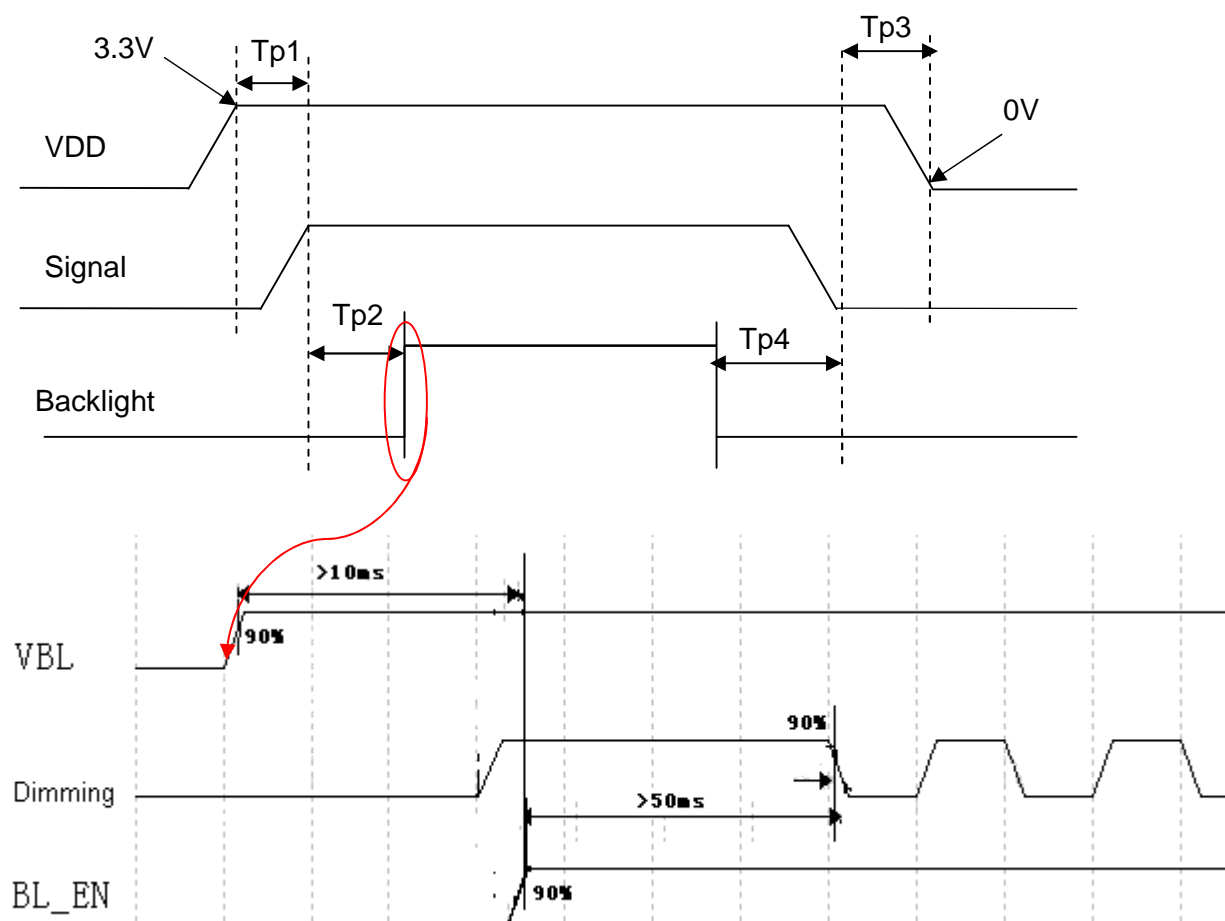 Tp3
Tp1
3.3V
0V
VDD
Signal
Tp2
Tp4
Backlight
>10ms
90%
VBL
90%
Dimming
>50ms
90%
BL_EN